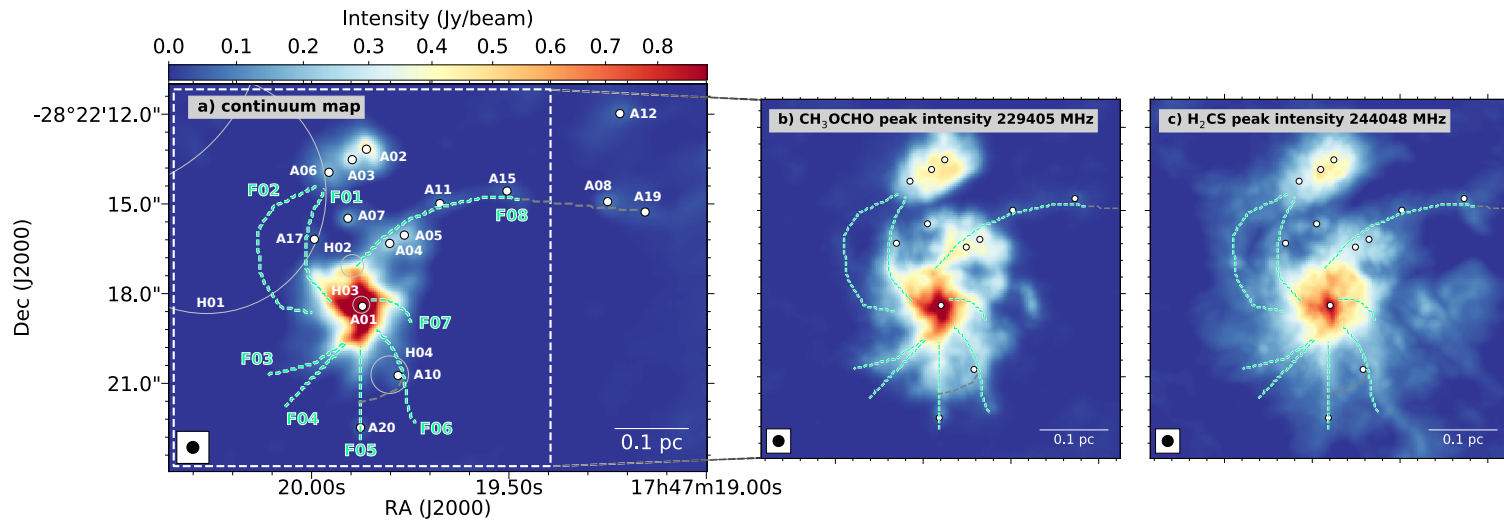 Intensity (Jy/beam)
0.0 0.1 0.2 0.3 0.4 0.5 0.6 0.7 0.8
a) continuum map
b) CH₃OCHO peak intensity 229405 MHz
c) H₂CS peak intensity 244048 MHz
-28°22'12.0"
15.0"
18.0"
21.0"
Dec (J2000)
A12
A02
A03
A06
F02
F01
A15
A11
A08
A19
F08
A07
A17
H02
A05
A04
H01
H03
A01
F07
F03
H04
A10
F04
F06
A20
F05
0.1 pc
0.1 pc
0.1 pc
20.00s
19.50s
17h47m19.00s
RA (J2000)